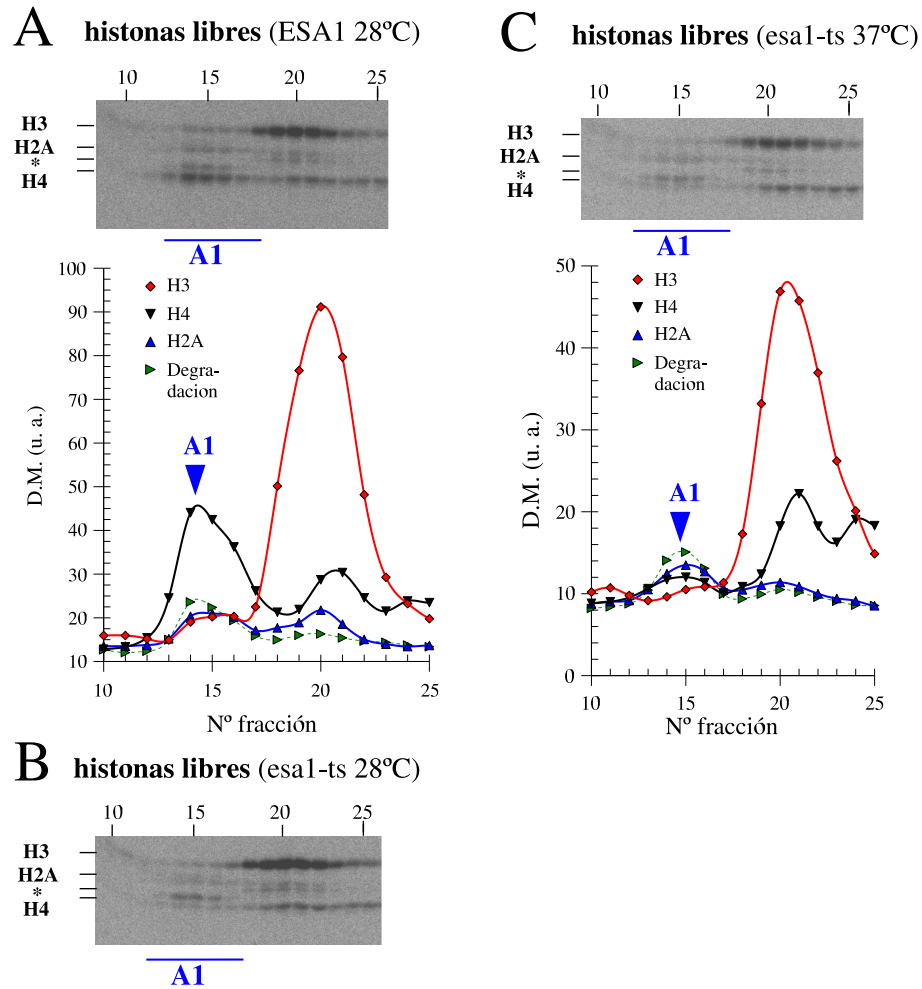 A histonas libres (ESA1 28ºC)
10 15 20 25
H3
H2A
*
H4
A1
100
90
80
70
60
50
40
30
20
10
D.M. (u. a.)
H3
H4
H2A
Degra-
dacion
A1
10 15 20 25
Nº fracción
B histonas libres (esa1-ts 28ºC)
10 15 20 25
H3
H2A
*
H4
A1
C histonas libres (esa1-ts 37ºC)
10 15 20 25
H3
H2A
*
H4
A1
50
40
30
20
10
0
D.M. (u. a.)
H3
H4
H2A
Degra-
dacion
A1
10 15 20 25
Nº fracción